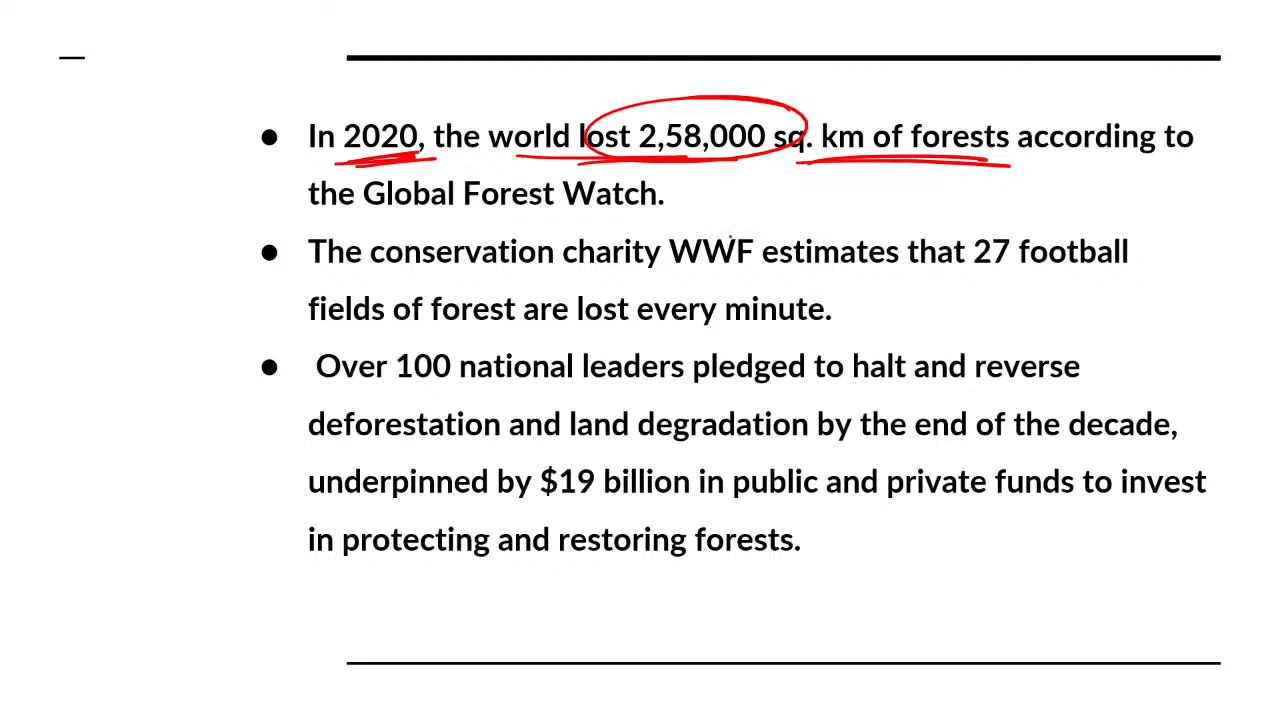 ● In 2020, the world lost 2,58,000 sq. km of forests according to
the Global Forest Watch.
● The conservation charity WWF estimates that 27 football
fields of forest are lost every minute.
● Over 100 national leaders pledged to halt and reverse
deforestation and land degradation by the end of the decade,
underpinned by $19 billion in public and private funds to invest
in protecting and restoring forests.